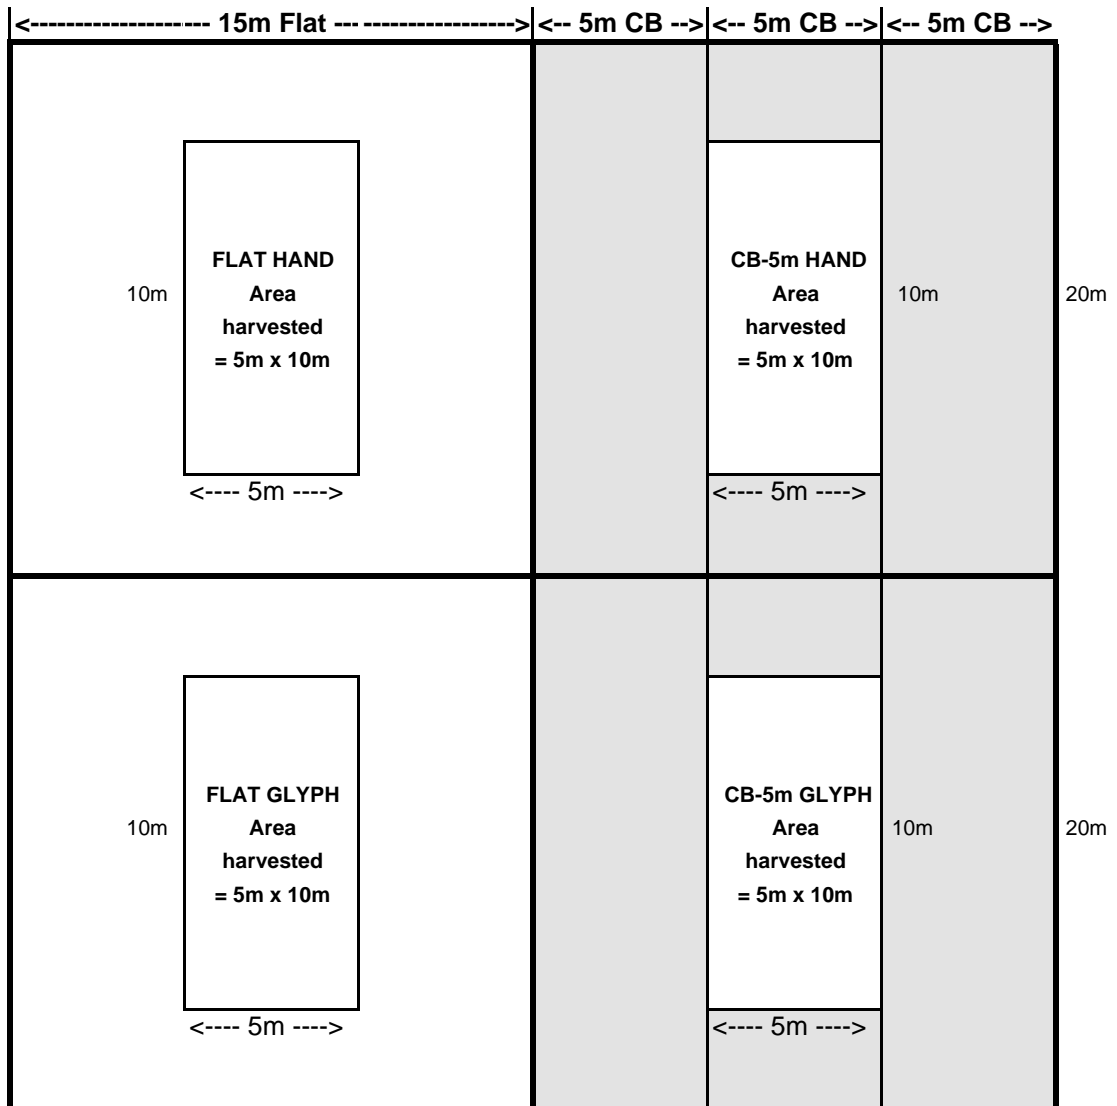 <--------------------- 15m Flat --- ----------------->
<-- 5m CB -->
<-- 5m CB -->
<-- 5m CB -->
FLAT HAND
Area
harvested
= 5m x 10m
10m
<---- 5m ---->
CB-5m HAND
Area
harvested
= 5m x 10m
10m
20m
<---- 5m ---->
FLAT GLYPH
Area
harvested
= 5m x 10m
10m
<---- 5m ---->
CB-5m GLYPH
Area
harvested
= 5m x 10m
10m
20m
<---- 5m ---->